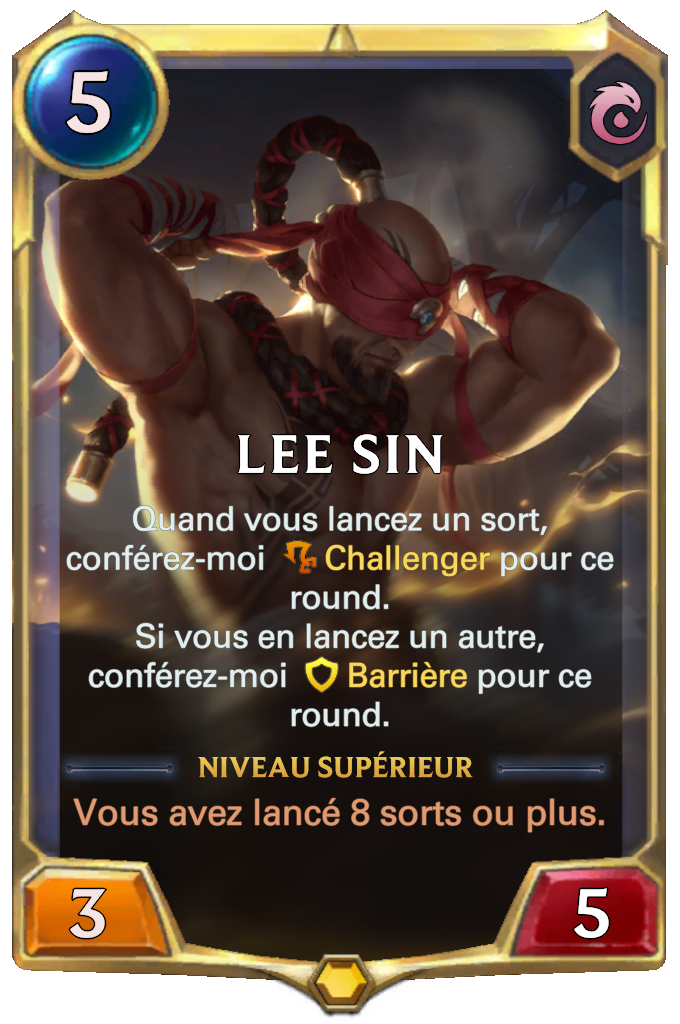 5
LEE SIN
Quand vous lancez un sort,
conférez-moi Challenger pour ce
round.
Si vous en lancez un autre,
conférez-moi Barrière pour ce
round.
NIVEAU SUPÉRIEUR
Vous avez lancé 8 sorts ou plus.
3
5